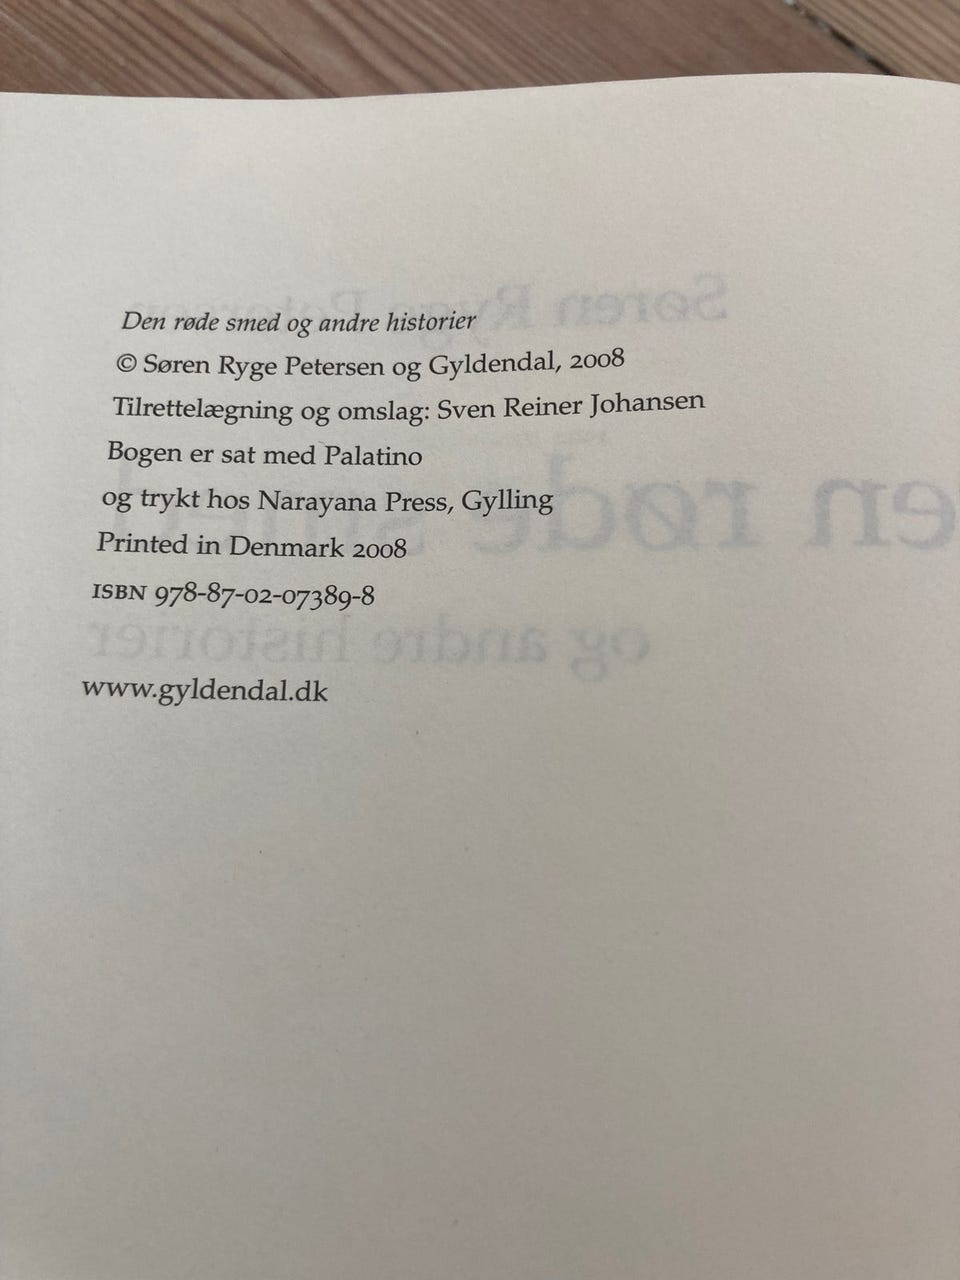 Den røde smed og andre historier
© Søren Ryge Petersen og Gyldendal, 2008
Tilrettelægning og omslag: Sven Reiner Johansen
Bogen er sat med Palatino
og trykt hos Narayana Press, Gylling
Printed in Denmark 2008
ISBN 978-87-02-07389-8
www.gyldendal.dk